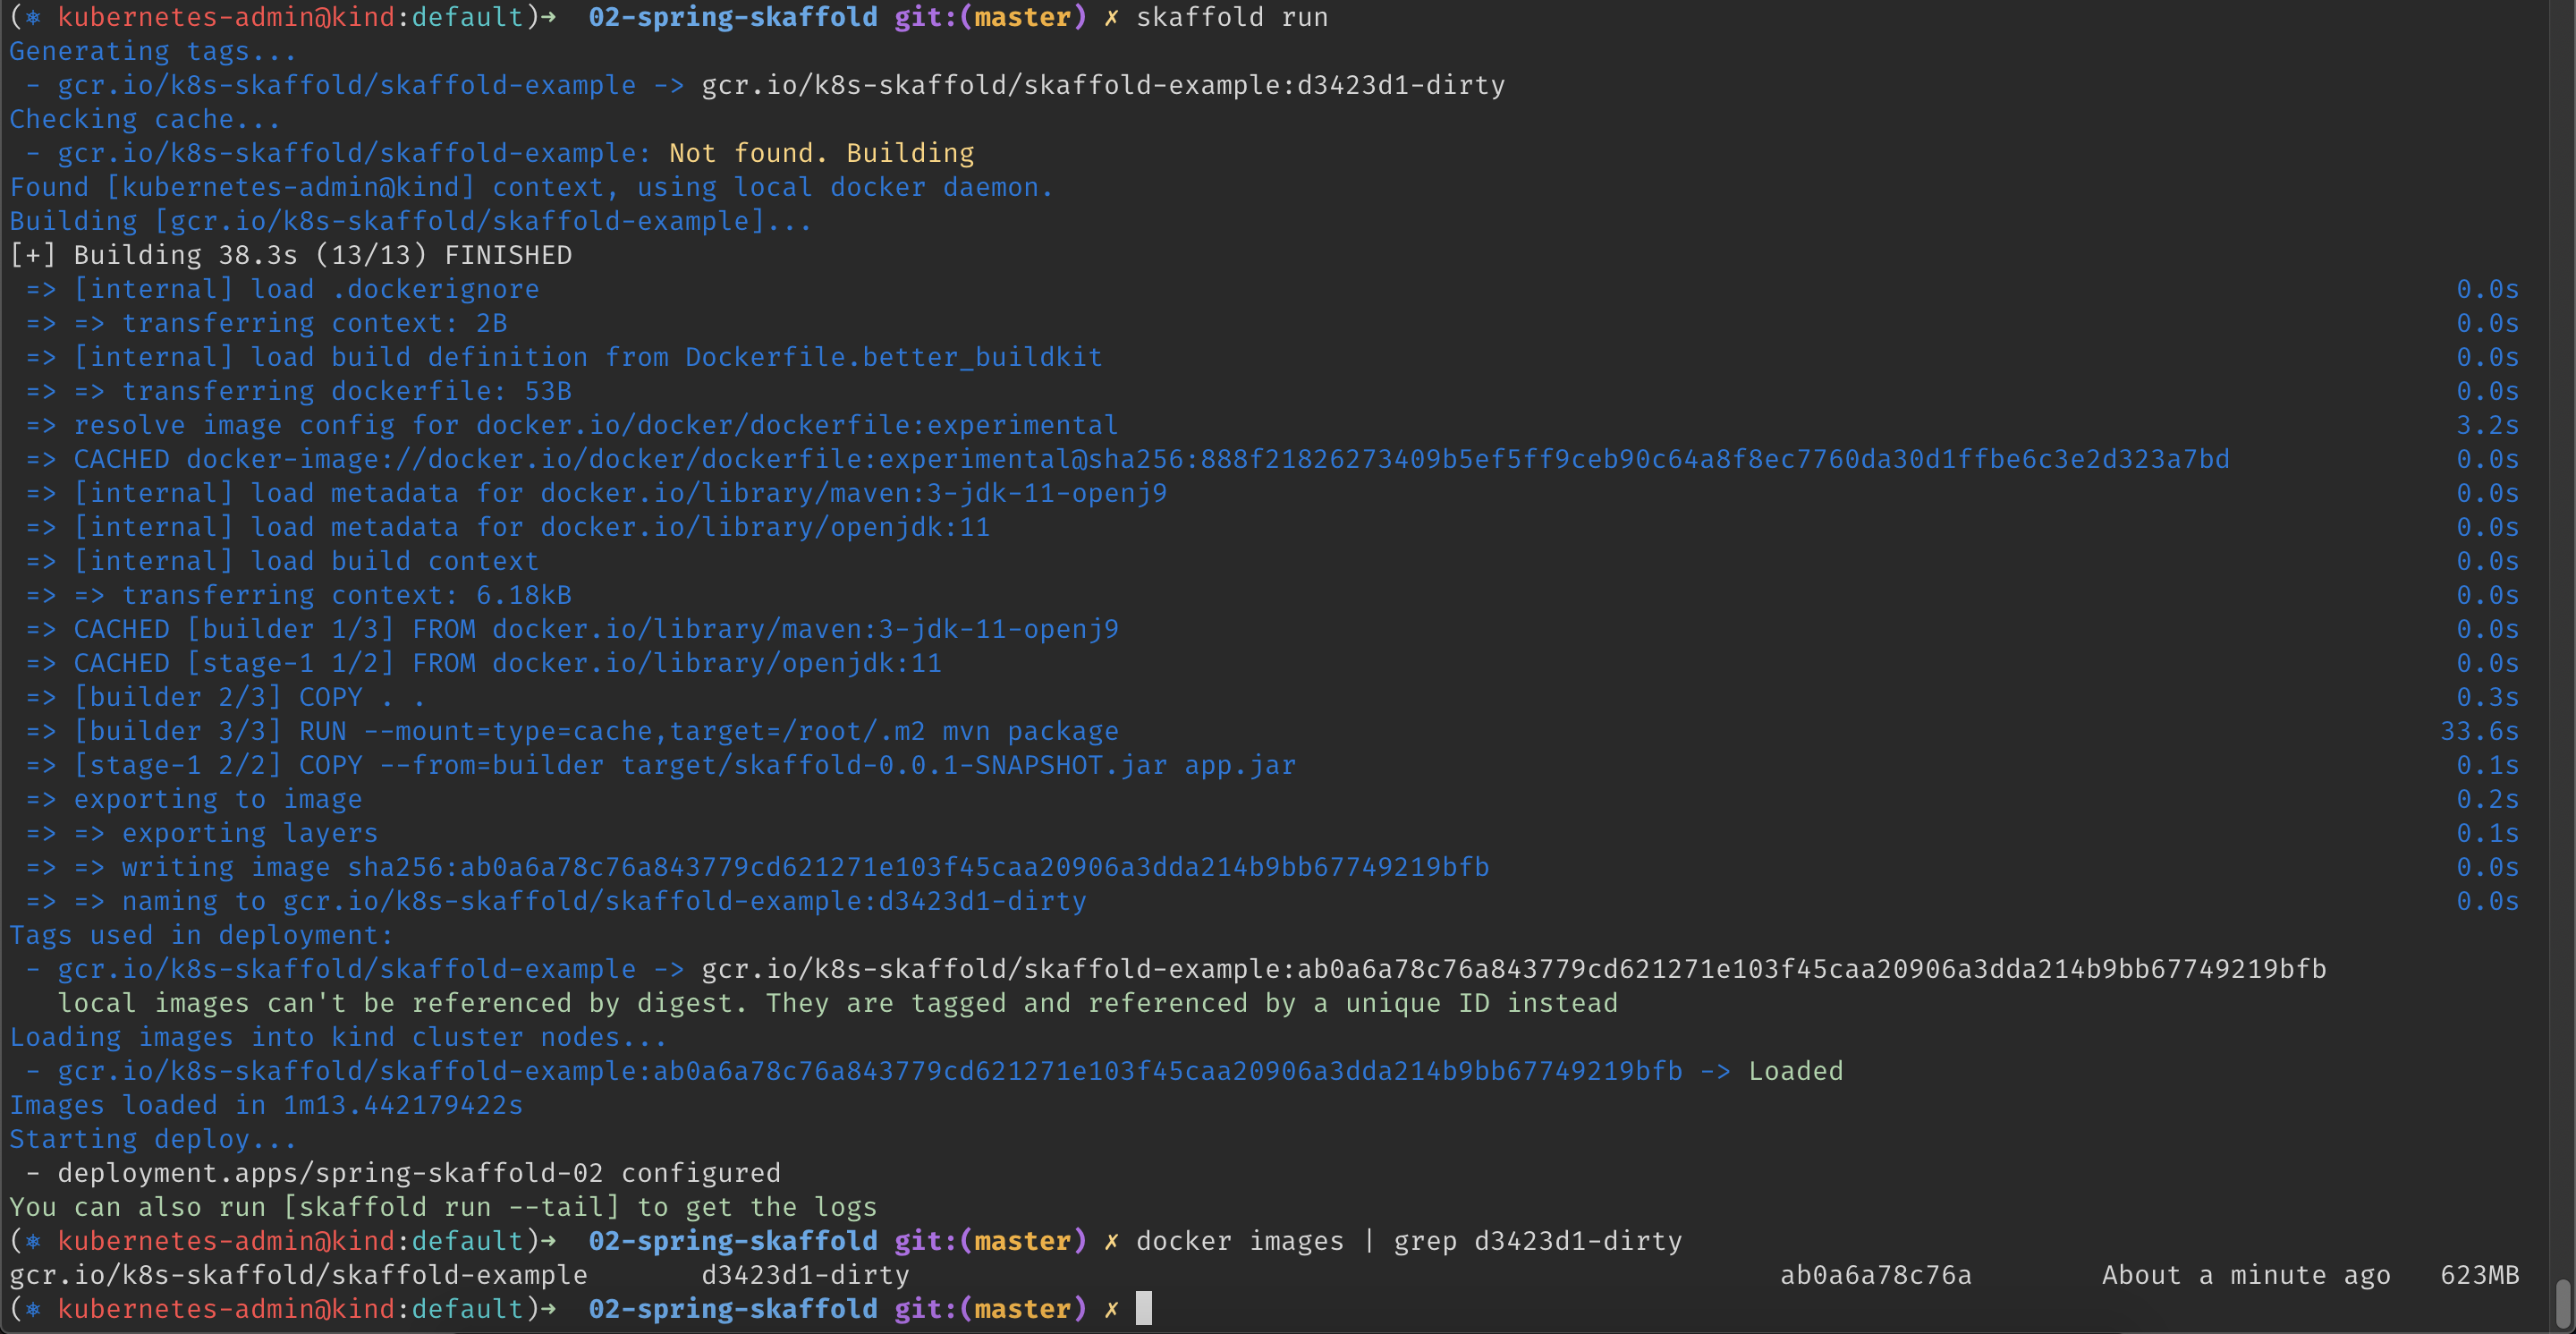 (⎈ kubernetes-admin@kind:default)→  02-spring-skaffold git:(master) ✗ skaffold run
Generating tags...
 - gcr.io/k8s-skaffold/skaffold-example -> gcr.io/k8s-skaffold/skaffold-example:d3423d1-dirty
Checking cache...
 - gcr.io/k8s-skaffold/skaffold-example: Not found. Building
Found [kubernetes-admin@kind] context, using local docker daemon.
Building [gcr.io/k8s-skaffold/skaffold-example]...
[+] Building 38.3s (13/13) FINISHED
 => [internal] load .dockerignore 0.0s
 => => transferring context: 2B 0.0s
 => [internal] load build definition from Dockerfile.better_buildkit 0.0s
 => => transferring dockerfile: 53B 0.0s
 => resolve image config for docker.io/docker/dockerfile:experimental 3.2s
 => CACHED docker-image://docker.io/docker/dockerfile:experimental@sha256:888f21826273409b5ef5ff9ceb90c64a8f8ec7760da30d1ffbe6c3e2d323a7bd 0.0s
 => [internal] load metadata for docker.io/library/maven:3-jdk-11-openj9 0.0s
 => [internal] load metadata for docker.io/library/openjdk:11 0.0s
 => [internal] load build context 0.0s
 => => transferring context: 6.18kB 0.0s
 => CACHED [builder 1/3] FROM docker.io/library/maven:3-jdk-11-openj9 0.0s
 => CACHED [stage-1 1/2] FROM docker.io/library/openjdk:11 0.0s
 => [builder 2/3] COPY . . 0.3s
 => [builder 3/3] RUN --mount=type=cache,target=/root/.m2 mvn package 33.6s
 => [stage-1 2/2] COPY --from=builder target/skaffold-0.0.1-SNAPSHOT.jar app.jar 0.1s
 => exporting to image 0.2s
 => => exporting layers 0.1s
 => => writing image sha256:ab0a6a78c76a843779cd621271e103f45caa20906a3dda214b9bb67749219bfb 0.0s
 => => naming to gcr.io/k8s-skaffold/skaffold-example:d3423d1-dirty 0.0s
Tags used in deployment:
 - gcr.io/k8s-skaffold/skaffold-example -> gcr.io/k8s-skaffold/skaffold-example:ab0a6a78c76a843779cd621271e103f45caa20906a3dda214b9bb67749219bfb
   local images can't be referenced by digest. They are tagged and referenced by a unique ID instead
Loading images into kind cluster nodes...
 - gcr.io/k8s-skaffold/skaffold-example:ab0a6a78c76a843779cd621271e103f45caa20906a3dda214b9bb67749219bfb -> Loaded
Images loaded in 1m13.442179422s
Starting deploy...
 - deployment.apps/spring-skaffold-02 configured
You can also run [skaffold run --tail] to get the logs
(⎈ kubernetes-admin@kind:default)→  02-spring-skaffold git:(master) ✗ docker images | grep d3423d1-dirty
gcr.io/k8s-skaffold/skaffold-example d3423d1-dirty ab0a6a78c76a About a minute ago 623MB
(⎈ kubernetes-admin@kind:default)→  02-spring-skaffold git:(master) ✗